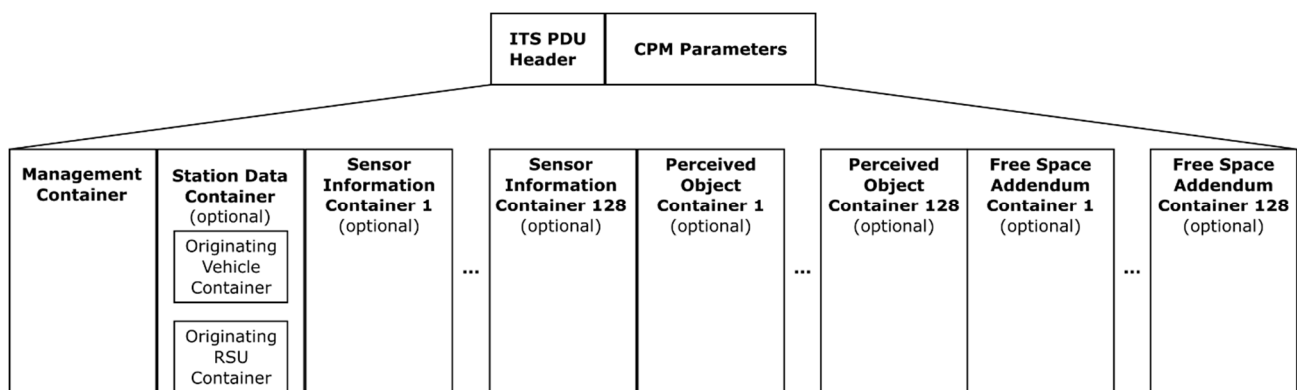 ITS PDU
Header
CPM Parameters
Management
Container
Station Data
Container
(optional)
Originating
Vehicle
Container
Originating
RSU
Container
Sensor
Information
Container 1
(optional)
...
Sensor
Information
Container 128
(optional)
Perceived
Object
Container 1
(optional)
...
Perceived
Object
Container 128
(optional)
Free Space
Addendum
Container 1
(optional)
...
Free Space
Addendum
Container 128
(optional)